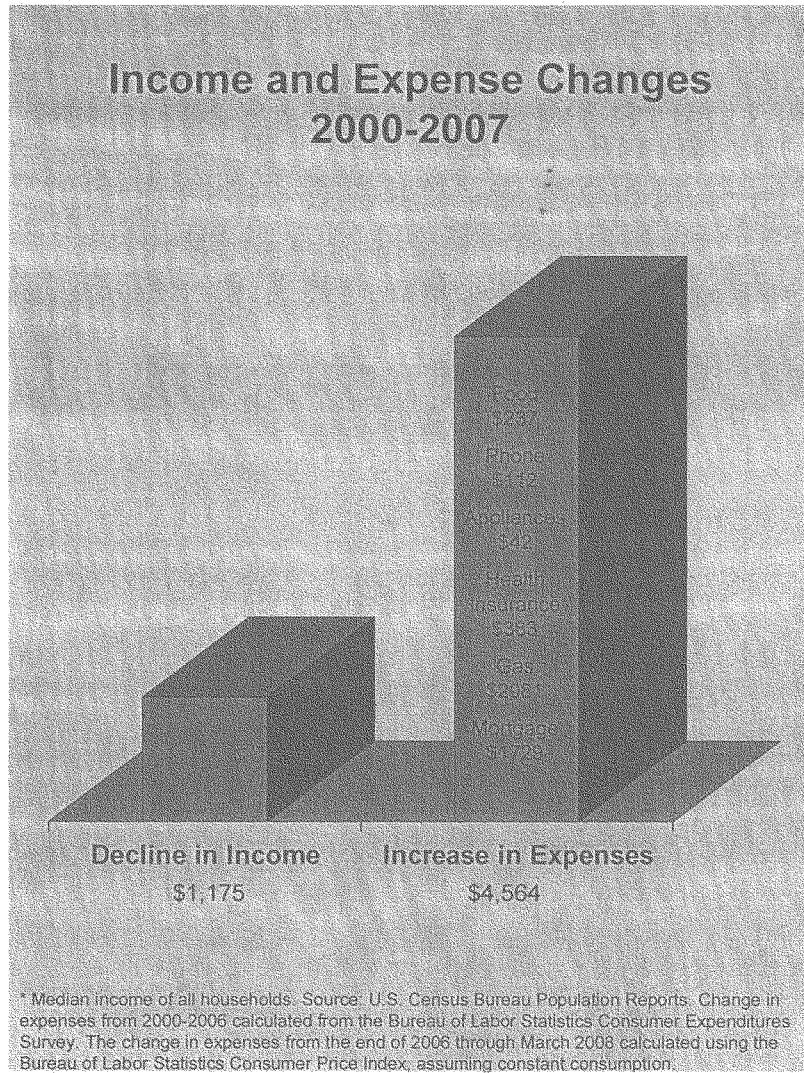 Income and Expense Changes
2000-2007
Food
$237
Phone
Appliances
$42
Health
Insurance
Gas
Mortgage
$1729
Decline in Income
Increase in Expenses
$1,175
$4,564
* Median income of all households. Source: U.S. Census Bureau Population Reports. Change in
expenses from 2000-2006 calculated from the Bureau of Labor Statistics Consumer Expenditures
Survey. The change in expenses from the end of 2006 through March 2008 calculated using the
Bureau of Labor Statistics Consumer Price Index, assuming constant consumption.